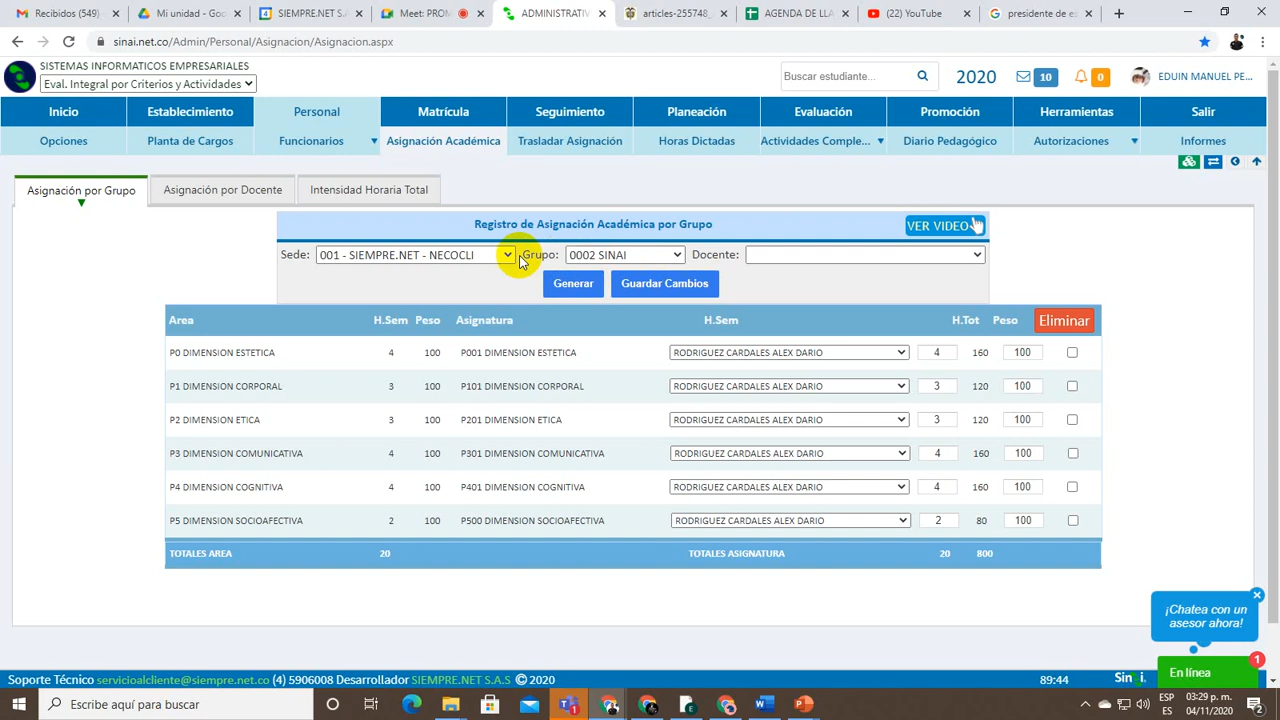 Recibidos (549)
Mi unidad - Goo
SIEMPRE.NET S.A
Meet: PROM
ADMINISTRATIV
articles-255748_
AGENDA DE LLA
(22) YouTube
presidente de es
sinai.net.co/Admin/Personal/Asignacion/Asignacion.aspx
SISTEMAS INFORMATICOS EMPRESARIALES
Eval. Integral por Criterios y Actividades
Buscar estudiante...
2020
10
0
EDUIN MANUEL PE...
Inicio
Establecimiento
Personal
Matrícula
Seguimiento
Planeación
Evaluación
Promoción
Herramientas
Salir
Opciones
Planta de Cargos
Funcionarios
Asignación Académica
Trasladar Asignación
Horas Dictadas
Actividades Comple...
Diario Pedagógico
Autorizaciones
Informes
Asignación por Grupo
Asignación por Docente
Intensidad Horaria Total
Registro de Asignación Académica por Grupo
VER VIDEO
Sede: 001 - SIEMPRE.NET - NECOCLI Grupo: 0002 SINAI Docente:
Generar
Guardar Cambios
Area H.Sem Peso Asignatura H.Sem H.Tot Peso Eliminar
P0 DIMENSION ESTETICA 4 100 P001 DIMENSION ESTETICA RODRIGUEZ CARDALES ALEX DARIO 4 160 100
P1 DIMENSION CORPORAL 3 100 P101 DIMENSION CORPORAL RODRIGUEZ CARDALES ALEX DARIO 3 120 100
P2 DIMENSION ETICA 3 100 P201 DIMENSION ETICA RODRIGUEZ CARDALES ALEX DARIO 3 120 100
P3 DIMENSION COMUNICATIVA 4 100 P301 DIMENSION COMUNICATIVA RODRIGUEZ CARDALES ALEX DARIO 4 160 100
P4 DIMENSION COGNITIVA 4 100 P401 DIMENSION COGNITIVA RODRIGUEZ CARDALES ALEX DARIO 4 160 100
P5 DIMENSION SOCIOAFECTIVA 2 100 P500 DIMENSION SOCIOAFECTIVA RODRIGUEZ CARDALES ALEX DARIO 2 80 100
TOTALES AREA 20 TOTALES ASIGNATURA 20 800
¡Chatea con un
asesor ahora!
1
En línea
Soporte Técnico servicioalcliente@siempre.net.co (4) 5906008 Desarrollador SIEMPRE.NET S.A.S © 2020
89:44
Sinai.
Escribe aquí para buscar
ESP
ES
03:29 p. m.
04/11/2020
2